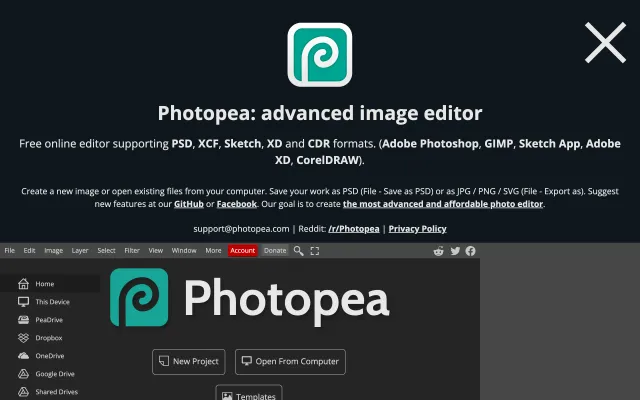 Photopea: advanced image editor
Free online editor supporting PSD, XCF, Sketch, XD and CDR formats. (Adobe Photoshop, GIMP, Sketch App, Adobe
XD, CorelDRAW).
Create a new image or open existing files from your computer. Save your work as PSD (File - Save as PSD) or as JPG / PNG / SVG (File - Export as). Suggest
new features at our GitHub or Facebook. Our goal is to create the most advanced and affordable photo editor.
support@photopea.com | Reddit: /r/Photopea | Privacy Policy
File Edit Image Layer Select Filter View Window More Account Donate
Home
This Device
PeaDrive
Dropbox
OneDrive
Google Drive
Shared Drives
Photopea
New Project Open From Computer
Templates